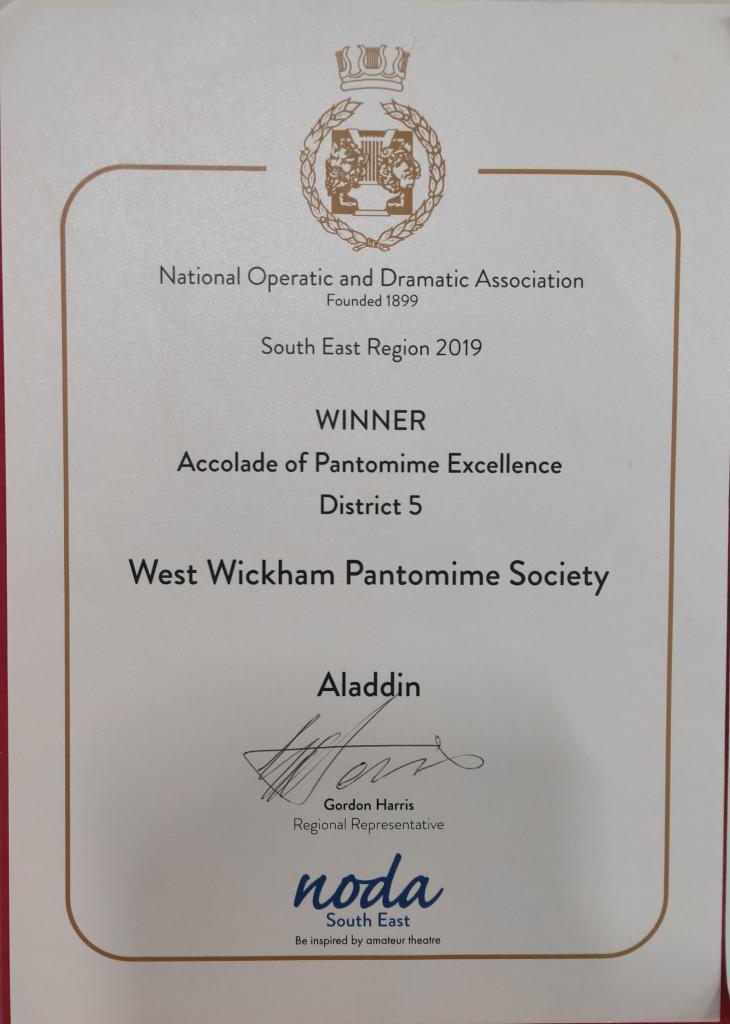 National Operatic and Dramatic Association
Founded 1899
South East Region 2019
WINNER
Accolade of Pantomime Excellence
District 5
West Wickham Pantomime Society
Aladdin
Gordon Harris
Regional Representative
noda
South East
Be inspired by amateur theatre